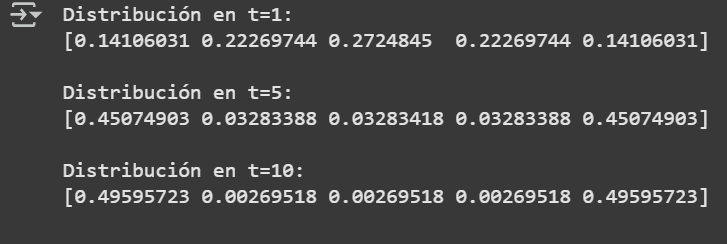 Distribución en t=1:
[0.14106031 0.22269744 0.2724845  0.22269744 0.14106031]
Distribución en t=5:
[0.45074903 0.03283388 0.03283418 0.03283388 0.45074903]
Distribución en t=10:
[0.49595723 0.00269518 0.00269518 0.00269518 0.49595723]